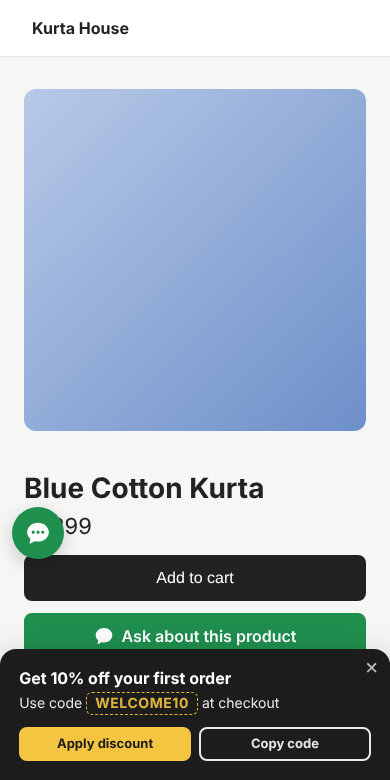 Kurta House
Blue Cotton Kurta
99
Add to cart
Ask about this product
Get 10% off your first order
Use code WELCOME10 at checkout
Apply discount
Copy code